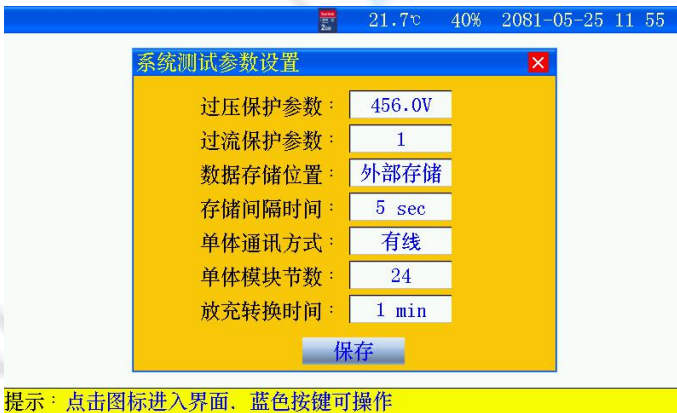 21.7℃ 40% 2081-05-25 11 55
系统测试参数设置
过压保护参数： 456.0V
过流保护参数： 1
数据存储位置： 外部存储
存储间隔时间： 5 sec
单体通讯方式： 有线
单体模块节数： 24
放充转换时间： 1 min
保存
提示：点击图标进入界面．蓝色按键可操作